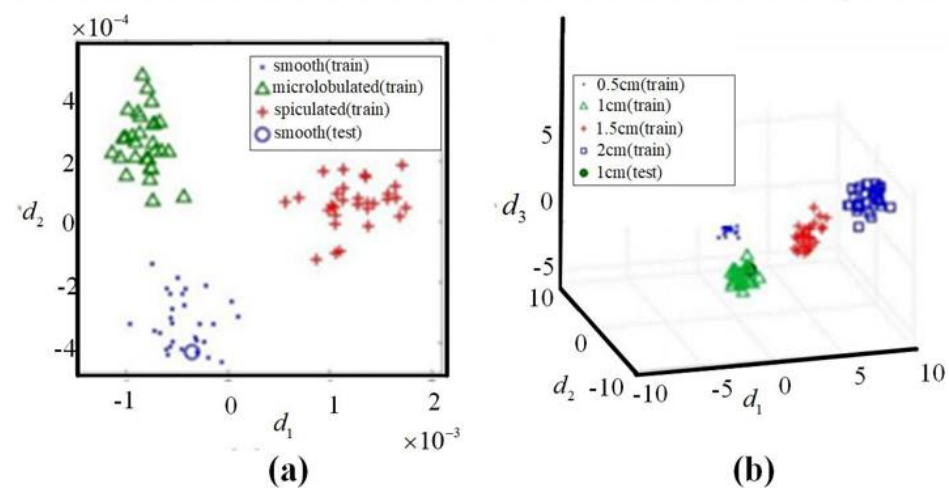 ×10⁻⁴
smooth(train)
microlobulated(train)
spiculated(train)
smooth(test)
4
2
0
-2
-4
d₂
-1 0 1 2
d₁
×10⁻³
(a)
0.5cm(train)
1cm(train)
1.5cm(train)
2cm(train)
1cm(test)
5
0
-5
d₃
10
0
-10
d₂
-10 -5 0 5 10
d₁
(b)